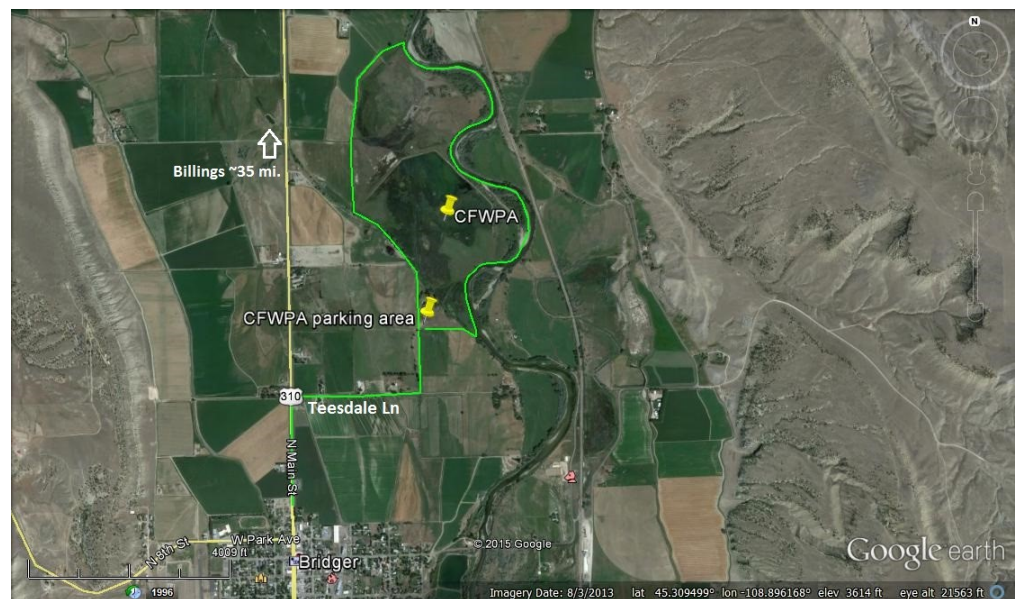 N
Billings ~35 mi.
CFWPA
CFWPA parking area
310
Teesdale Ln
N Main St
W Park Ave
N 8th St
4009 ft
Bridger
© 2015 Google
Google earth
1996
Imagery Date: 8/3/2013 lat 45.309499° lon -108.896168° elev 3614 ft eye alt 21563 ft